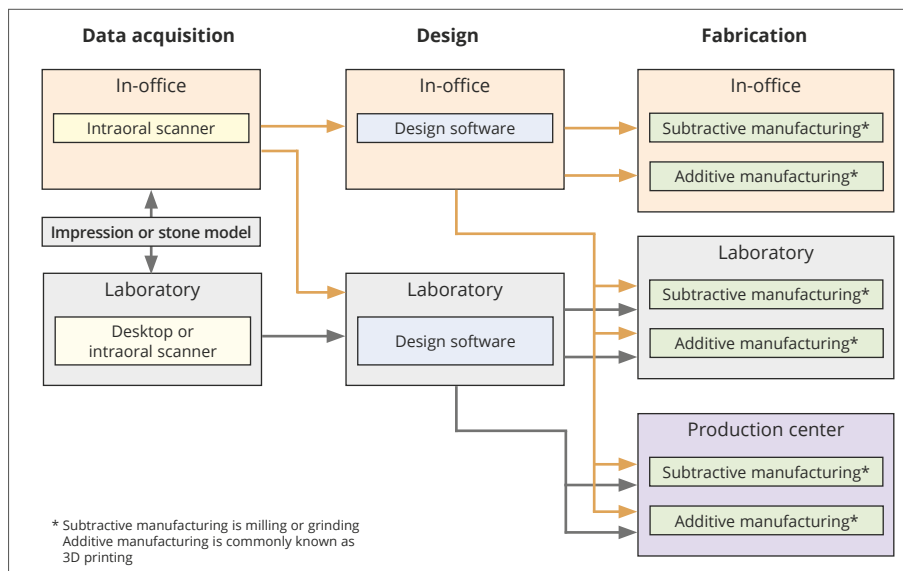 Data acquisition
Design
Fabrication
In-office
Intraoral scanner
In-office
Design software
In-office
Subtractive manufacturing*
Additive manufacturing*
Impression or stone model
Laboratory
Desktop or
intraoral scanner
Laboratory
Design software
Laboratory
Subtractive manufacturing*
Additive manufacturing*
Production center
Subtractive manufacturing*
Additive manufacturing*
* Subtractive manufacturing is milling or grinding
Additive manufacturing is commonly known as
3D printing